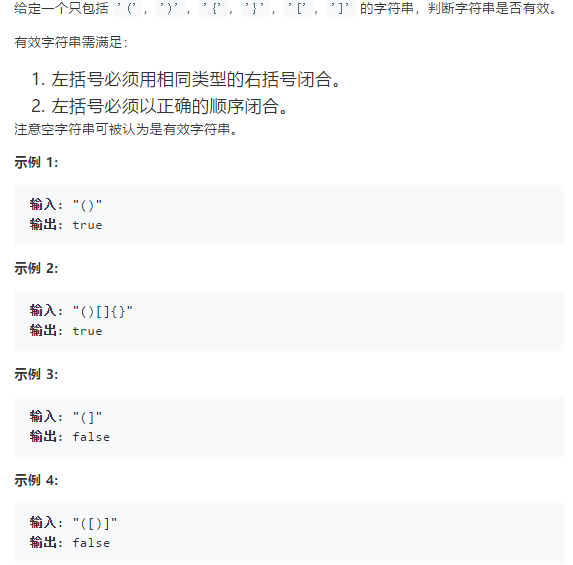 给定一个只包括 '('，')'，'{'，'}'，'['，']' 的字符串，判断字符串是否有效。
有效字符串需满足：
1. 左括号必须用相同类型的右括号闭合。
2. 左括号必须以正确的顺序闭合。
注意空字符串可被认为是有效字符串。
示例 1:
输入: "()"
输出: true
示例 2:
输入: "()[]{}"
输出: true
示例 3:
输入: "(]"
输出: false
示例 4:
输入: "([)]"
输出: false